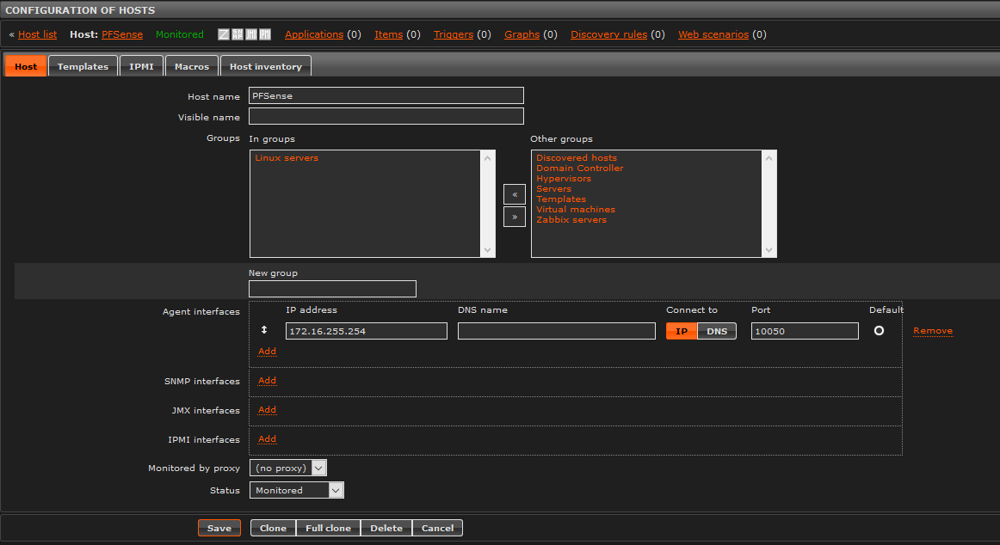 CONFIGURATION OF HOSTS
« Host list Host: PFSense Monitored Z SNMP JMX IPMI Applications (0) Items (0) Triggers (0) Graphs (0) Discovery rules (0) Web scenarios (0)
Host Templates IPMI Macros Host inventory
Host name PFSense
Visible name
Groups In groups Other groups
Linux servers
Discovered hosts
Domain Controller
Hypervisors
Servers
Templates
Virtual machines
Zabbix servers
«
»
New group
Agent interfaces IP address DNS name Connect to Port Default
172.16.255.254 IP DNS 10050 Remove
Add
SNMP interfaces Add
JMX interfaces Add
IPMI interfaces Add
Monitored by proxy (no proxy)
Status Monitored
Save Clone Full clone Delete Cancel